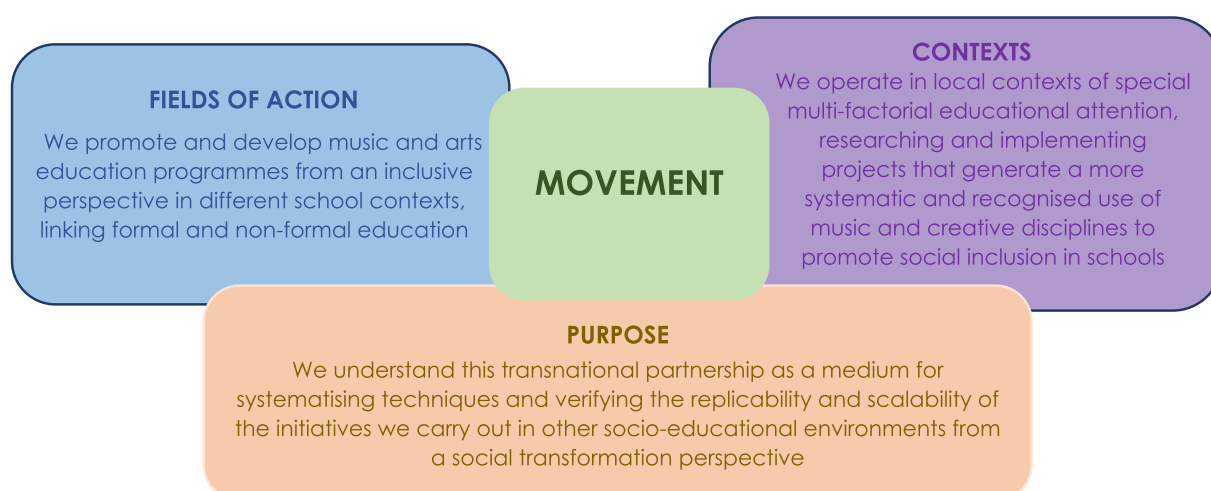 FIELDS OF ACTION
We promote and develop music and arts
education programmes from an inclusive
perspective in different school contexts,
linking formal and non-formal education
MOVEMENT
CONTEXTS
We operate in local contexts of special
multi-factorial educational attention,
researching and implementing
projects that generate a more
systematic and recognised use of
music and creative disciplines to
promote social inclusion in schools
PURPOSE
We understand this transnational partnership as a medium for
systematising techniques and verifying the replicability and scalability of
the initiatives we carry out in other socio-educational environments from
a social transformation perspective